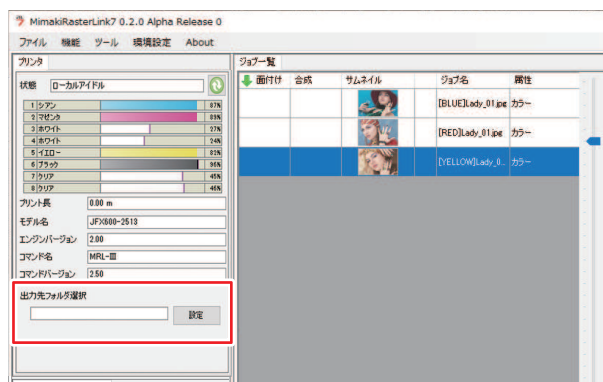 MimakiRasterLink7 0.2.0 Alpha Release 0
ファイル 機能 ツール 環境設定 About
プリンタ
状態 ローカルアイドル
1 シアン 87%
2 マゼンタ 89%
3 ホワイト 27%
4 ホワイト 24%
5 イエロー 82%
6 ブラック 96%
7 クリア 45%
8 クリア 46%
プリント長 0.00 m
モデル名 JFX600-2513
エンジンバージョン 2.00
コマンド名 MRL-Ⅲ
コマンドバージョン 2.50
出力先フォルダ選択
設定
ジョブ一覧
面付け 合成 サムネイル ジョブ名 属性
[BLUE]Lady_01.jpg カラー
[RED]Lady_01.jpg カラー
[YELLOW]Lady_0... カラー